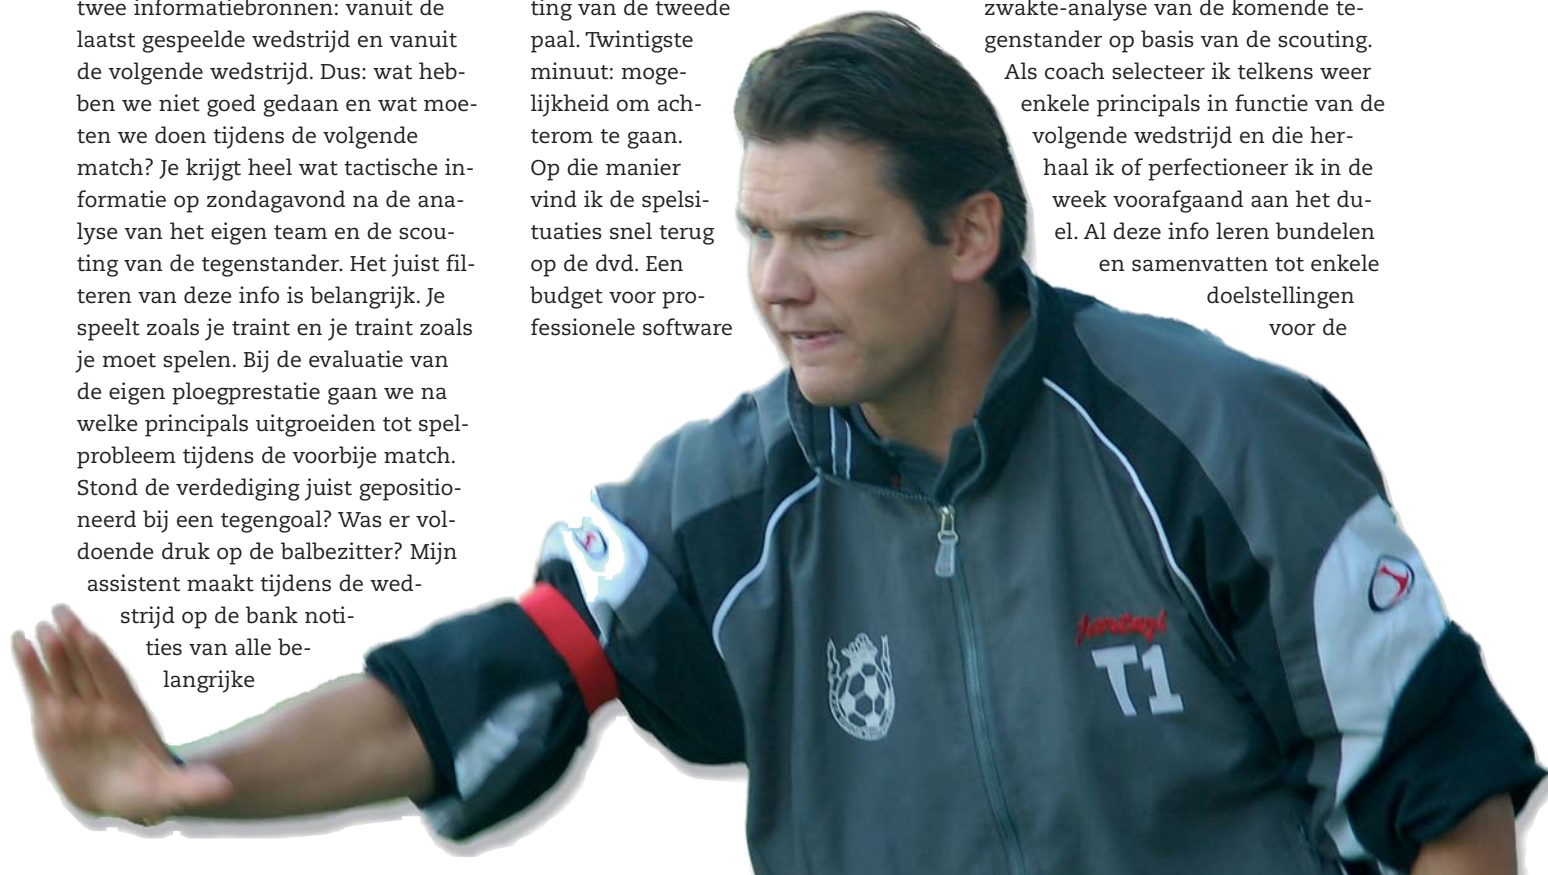 twee informatiebronnen: vanuit de
laatst gespeelde wedstrijd en vanuit
de volgende wedstrijd. Dus: wat heb-
ben we niet goed gedaan en wat moe-
ten we doen tijdens de volgende
match? Je krijgt heel wat tactische in-
formatie op zondagavond na de ana-
lyse van het eigen team en de scou-
ting van de tegenstander. Het juist fil-
teren van deze info is belangrijk. Je
speelt zoals je traint en je traint zoals
je moet spelen. Bij de evaluatie van
de eigen ploegprestatie gaan we na
welke principals uitgroeiden tot spel-
probleem tijdens de voorbije match.
Stond de verdediging juist gepositio-
neerd bij een tegengoal? Was er vol-
doende druk op de balbezitter? Mijn
assistent maakt tijdens de wed-
strijd op de bank noti-
ties van alle be-
langrijke
ting van de tweede
paal. Twintigste
minuut: moge-
lijkheid om ach-
terom te gaan.
Op die manier
vind ik de spelsi-
tuaties snel terug
op de dvd. Een
budget voor pro-
fessionele software
zwakte-analyse van de komende te-
genstander op basis van de scouting.
Als coach selecteer ik telkens weer
enkele principals in functie van de
volgende wedstrijd en die her-
haal ik of perfectioneer ik in de
week voorafgaand aan het du-
el. Al deze info leren bundelen
en samenvatten tot enkele
doelstellingen
voor de
T1